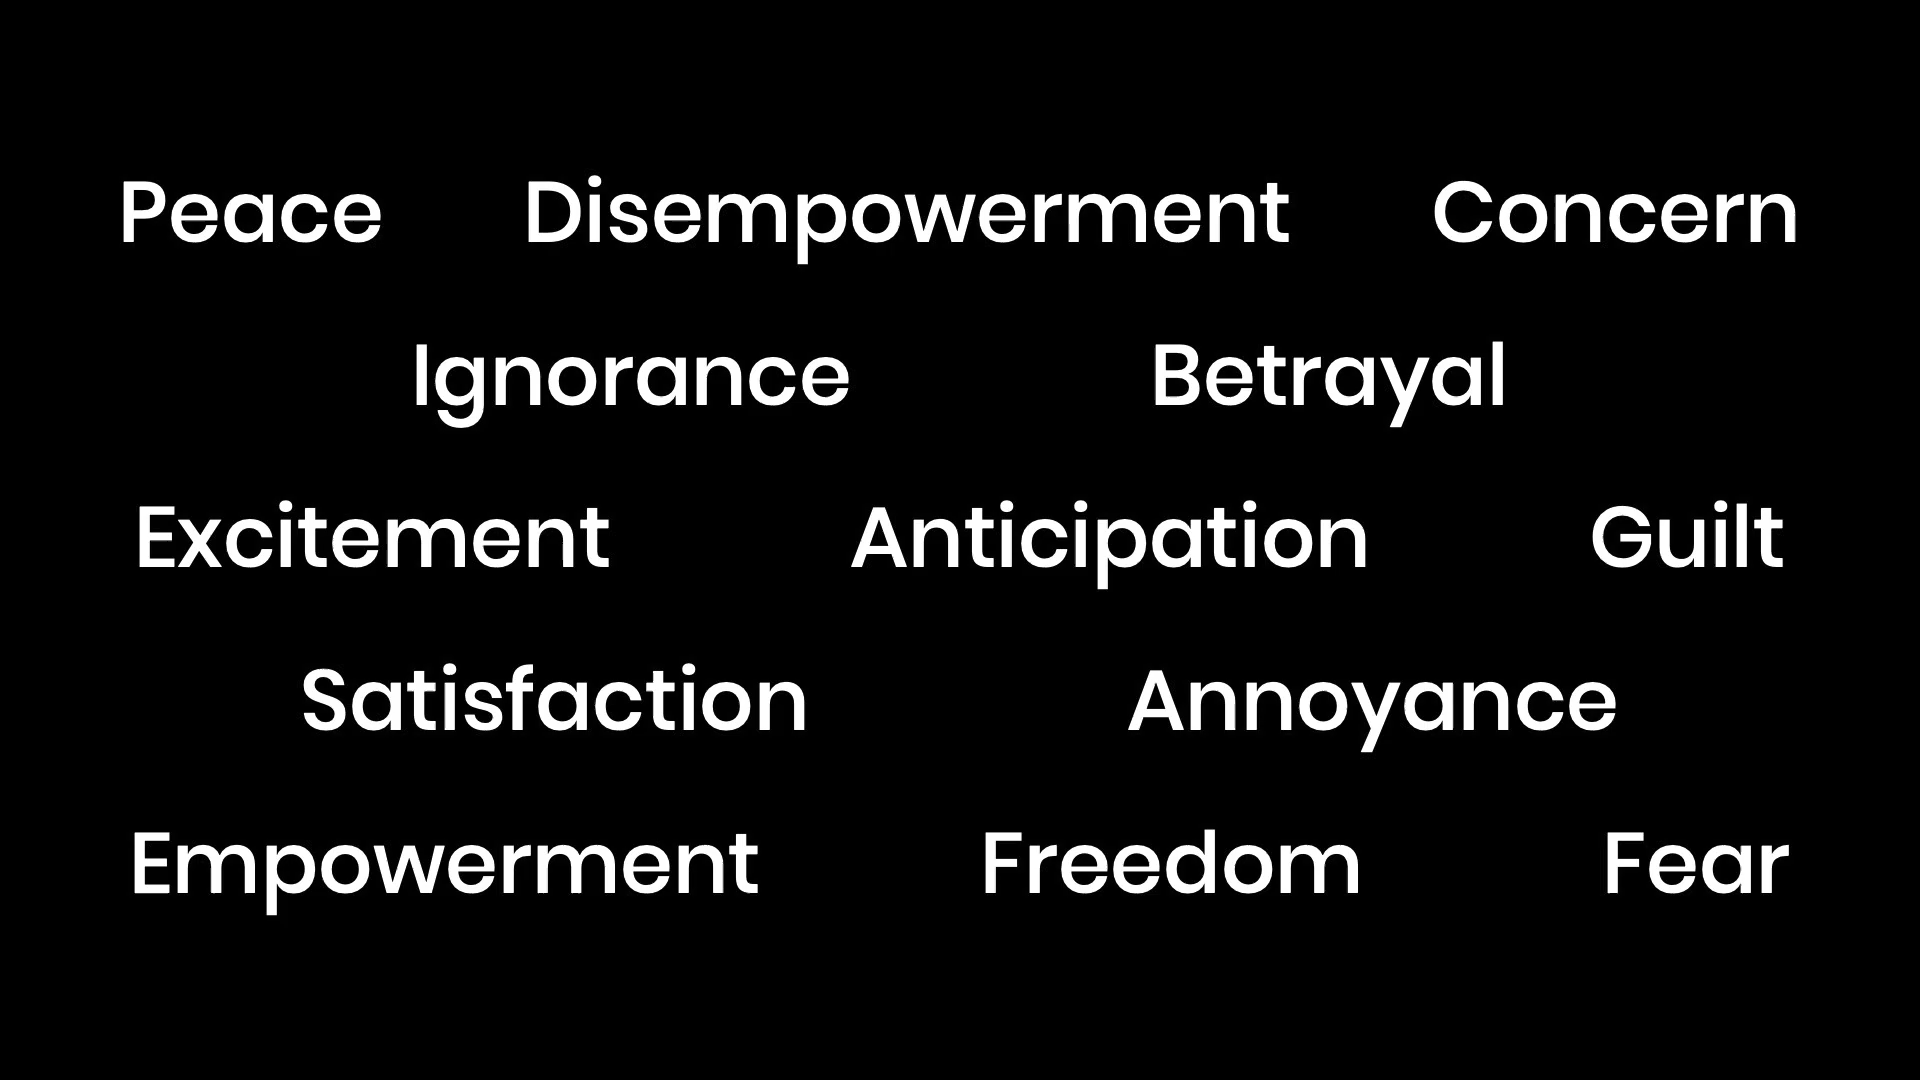 Peace Disempowerment Concern
Ignorance Betrayal
Excitement Anticipation Guilt
Satisfaction Annoyance
Empowerment Freedom Fear